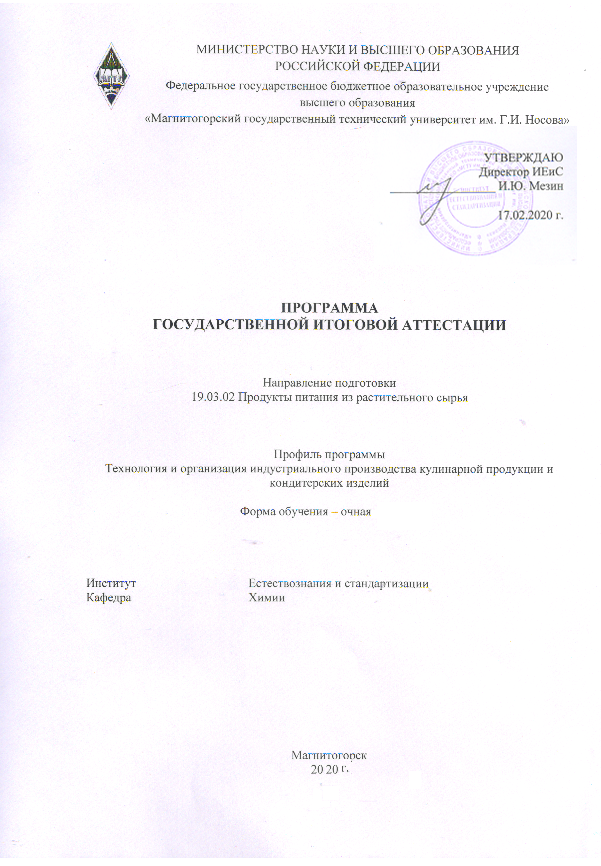 МИНИСТЕРСТВО НАУКИ И ВЫСШЕГО ОБРАЗОВАНИЯ
РОССИЙСКОЙ ФЕДЕРАЦИИ
Федеральное государственное бюджетное образовательное учреждение
высшего образования
«Магнитогорский государственный технический университет им. Г.И. Носова»
УТВЕРЖДАЮ
Директор ИЕиС
И.Ю. Мезин
17.02.2020 г.
ПРОГРАММА
ГОСУДАРСТВЕННОЙ ИТОГОВОЙ АТТЕСТАЦИИ
Направление подготовки
19.03.02 Продукты питания из растительного сырья
Профиль программы
Технология и организация индустриального производства кулинарной продукции и
кондитерских изделий
Форма обучения – очная
Институт Естествознания и стандартизации
Кафедра Химии
Магнитогорск
20 20 г.